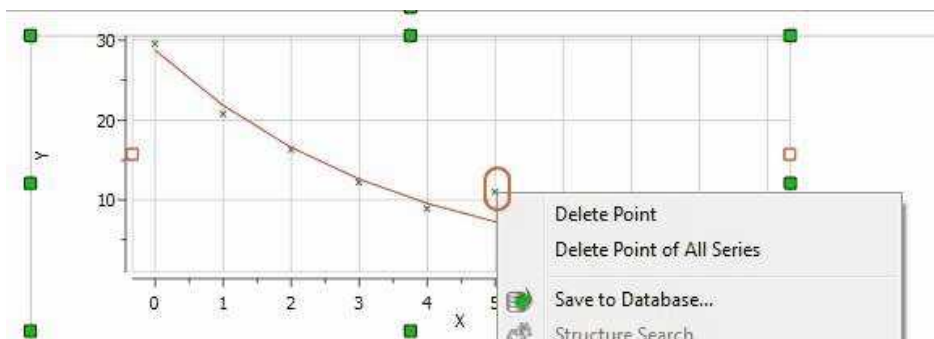 30
20
10
Y
0 1 2 3 4 5
X
Delete Point
Delete Point of All Series
Save to Database...
Structure Search